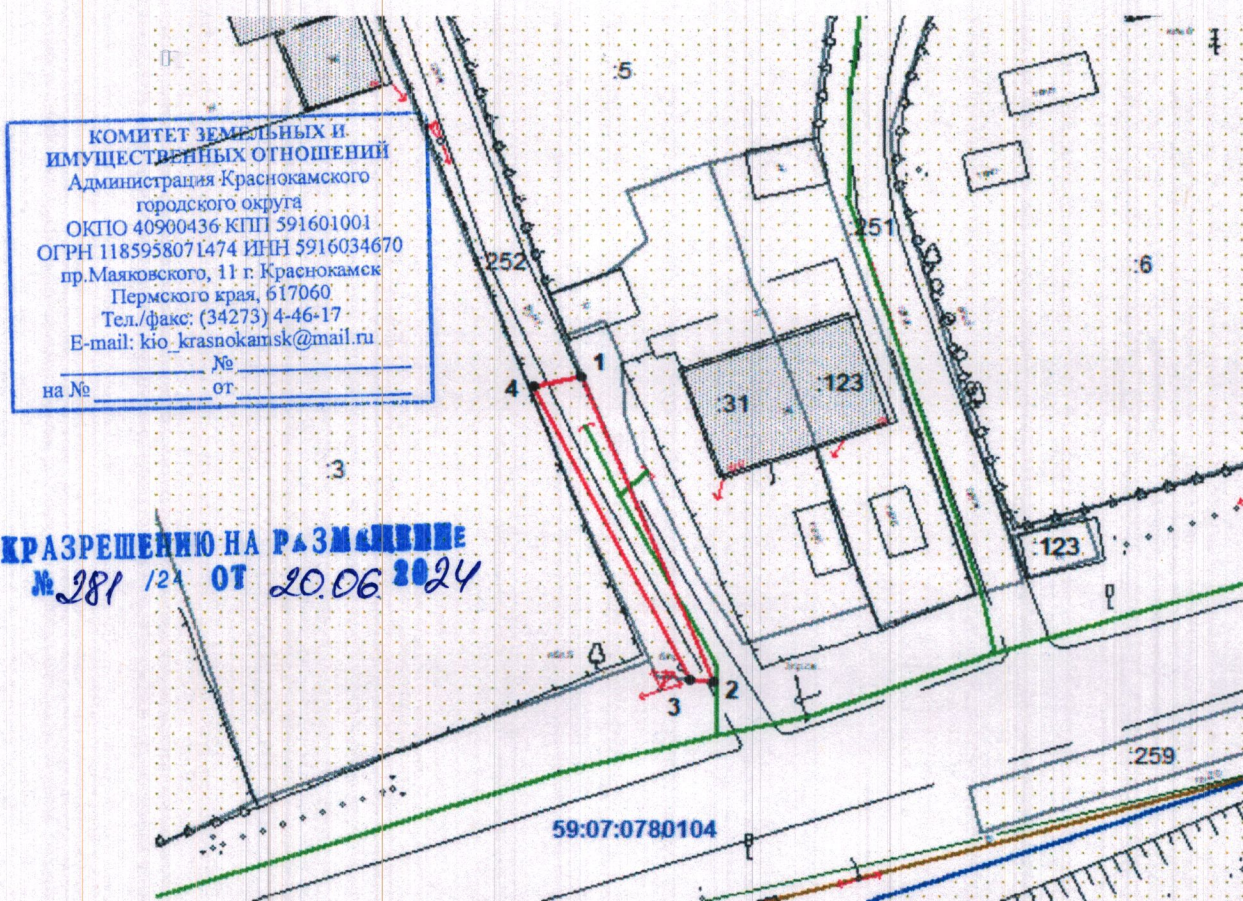 :5
КОМИТЕТ ЗЕМЕЛЬНЫХ И
ИМУЩЕСТВЕННЫХ ОТНОШЕНИЙ
Администрация Краснокамского
городского округа
ОКПО 40900436 КПП 591601001
ОГРН 1185958071474 ИНН 5916034670
пр.Маяковского, 11 г. Краснокамск
Пермского края, 617060
Тел./факс: (34273) 4-46-17
E-mail: kio_krasnokamsk@mail.ru
№
на № от
:252
:251
:6
1
4
:31
:123
:3
К РАЗРЕШЕНИЮ НА РАЗМЕЩЕНИЕ
№ 281 /24 ОТ 20.06 2024
:123
2
3
:259
59:07:0780104